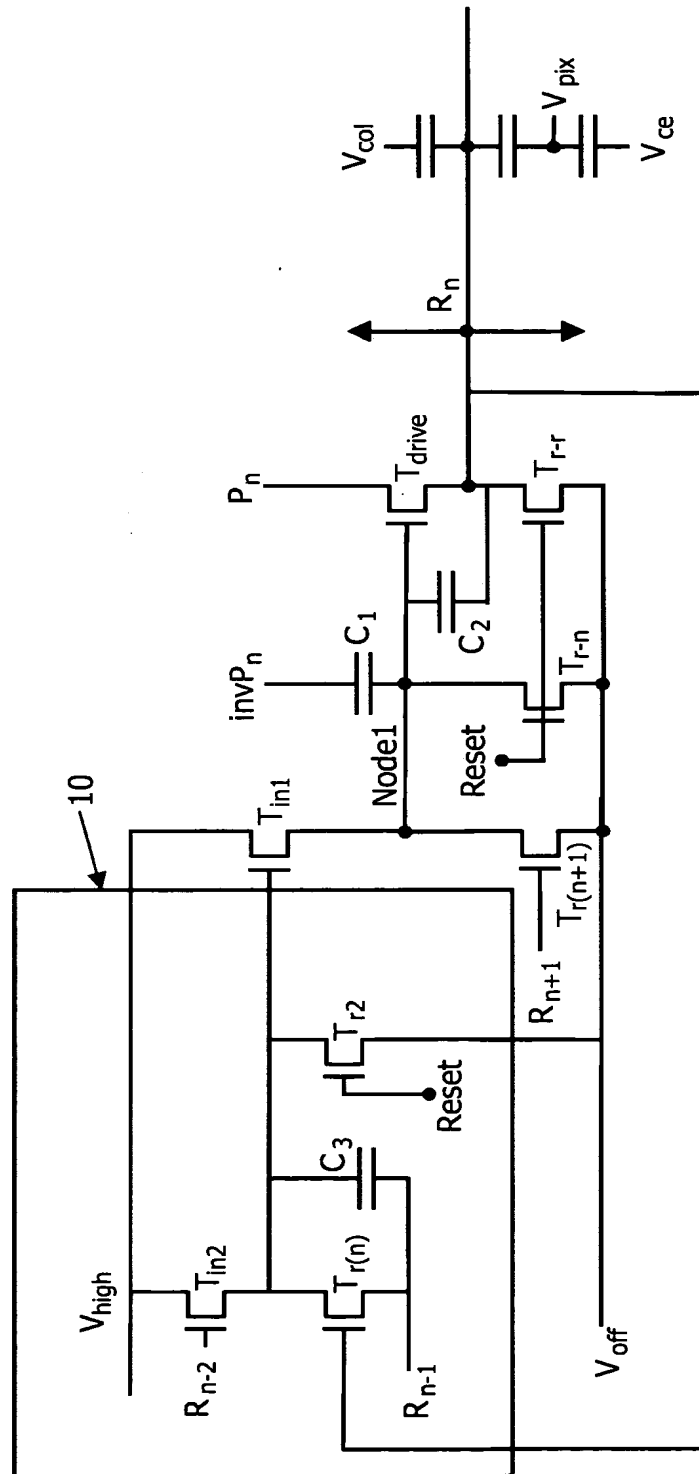 10
V_high
R_n-2
T_in2
T_r(n)
R_n-1
C_3
T_r2
Reset
V_off
T_in1
Node1
R_n+1
T_r(n+1)
invP_n
C_1
Reset
T_r-n
C_2
P_n
T_drive
T_r-r
R_n
V_col
V_pix
V_ce